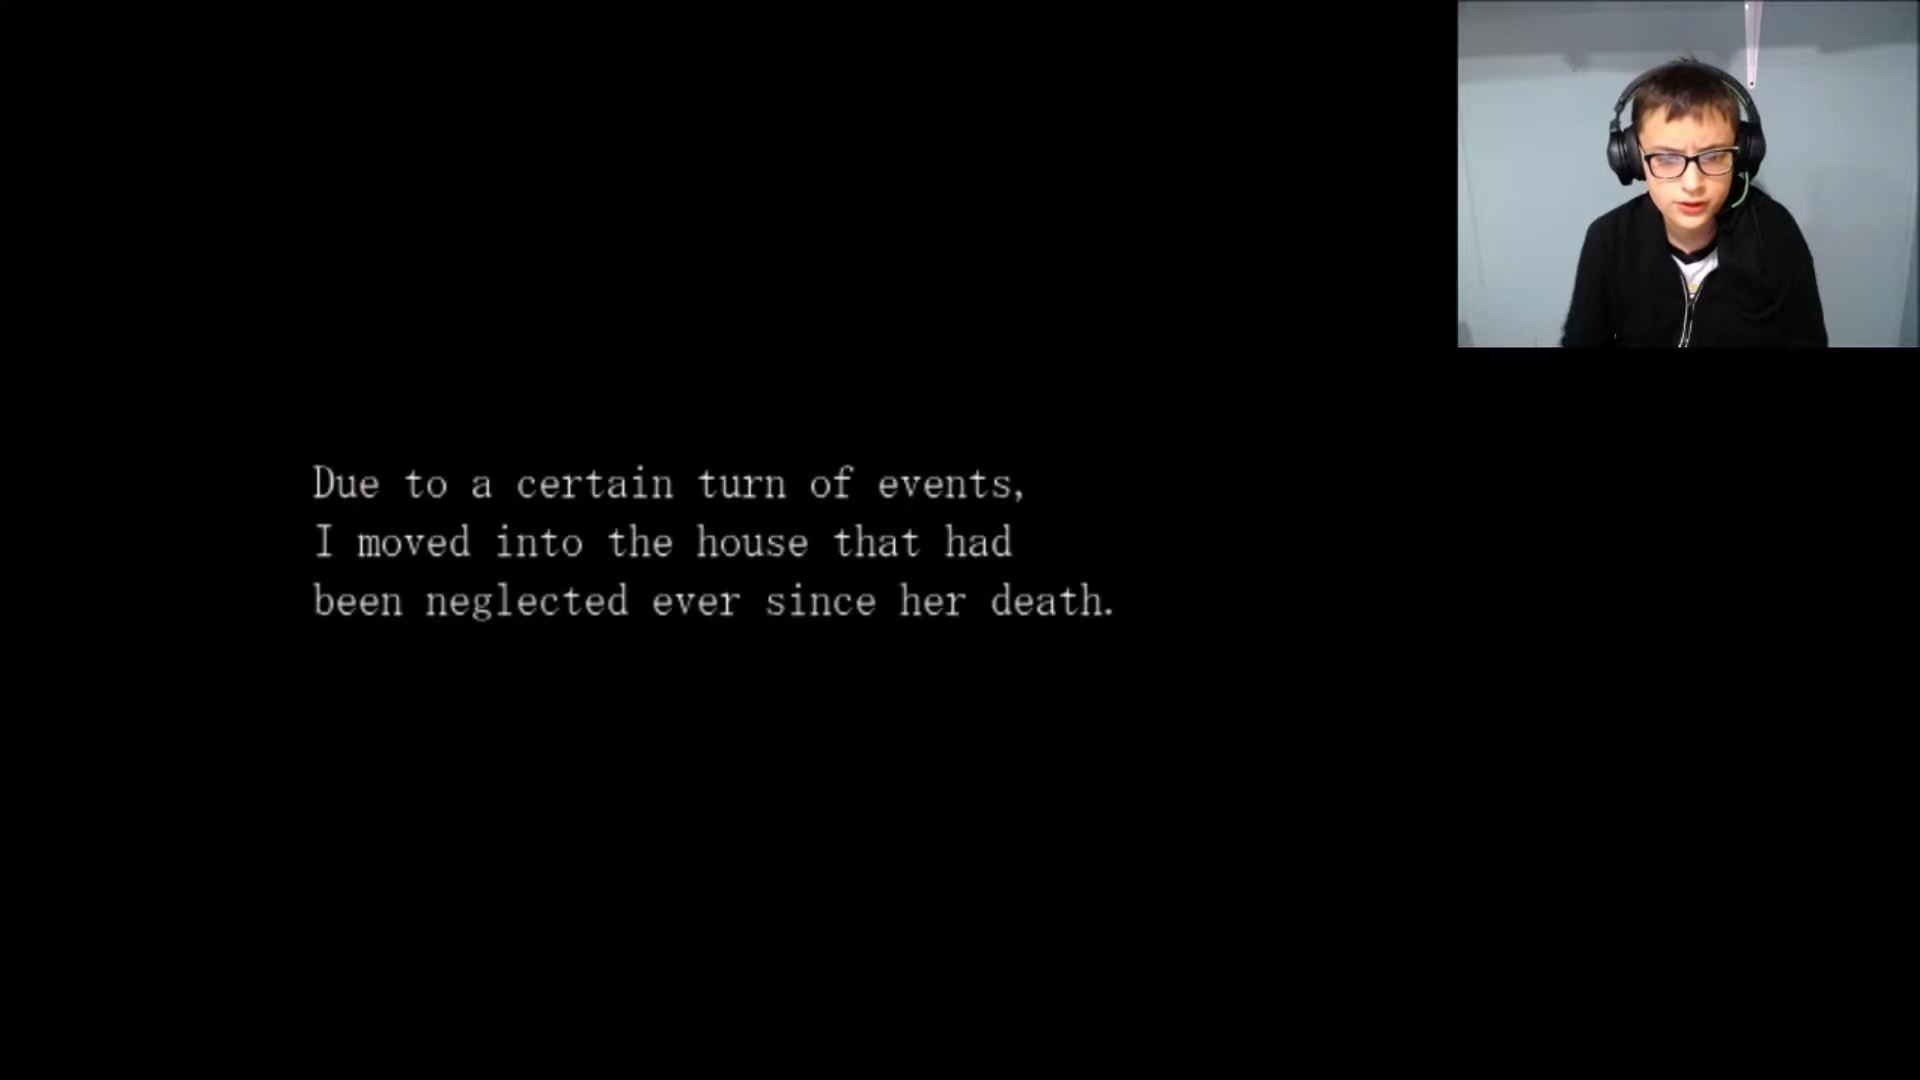 Due to a certain turn of events,
I moved into the house that had
been neglected ever since her death.